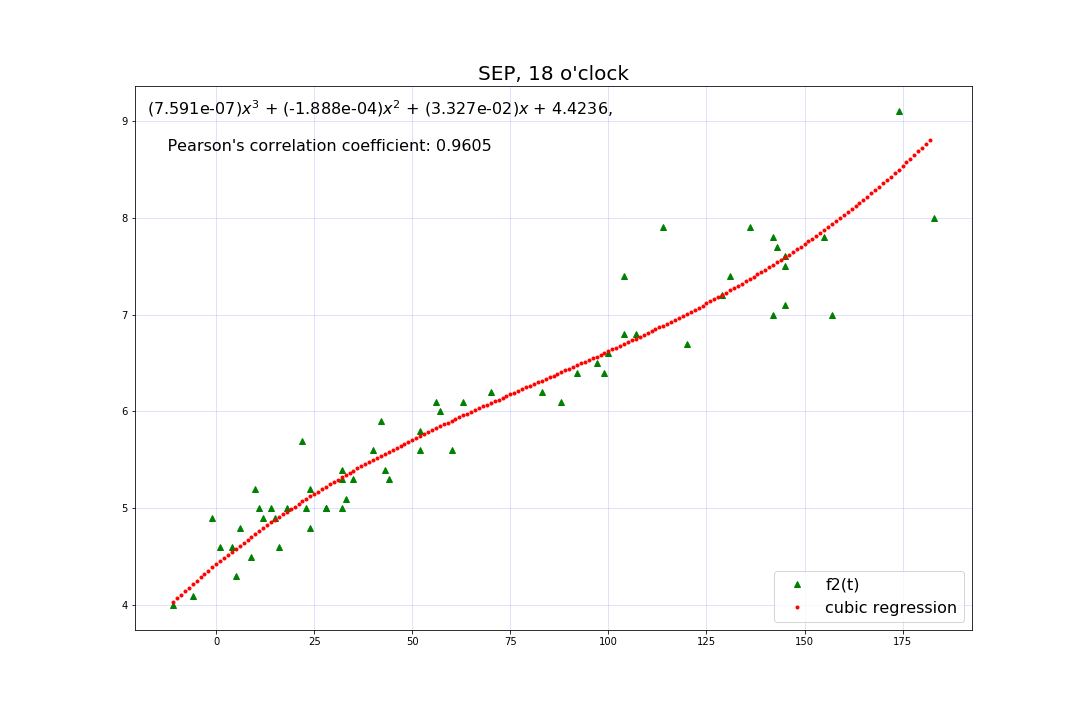 SEP, 18 o'clock
(7.591e-07)x³ + (-1.888e-04)x² + (3.327e-02)x + 4.4236,
Pearson's correlation coefficient: 0.9605
9
8
7
6
5
4
f2(t)
cubic regression
0 25 50 75 100 125 150 175